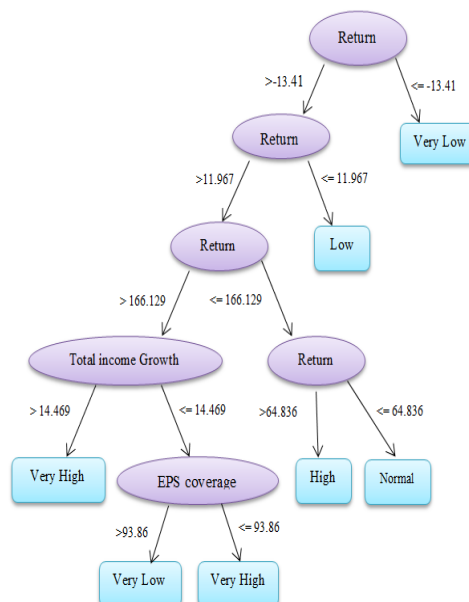 Return
>-13.41
<= -13.41
Return
Very Low
>11.967
<= 11.967
Return
Low
> 166.129
<= 166.129
Total income Growth
Return
> 14.469
<= 14.469
>64.836
<= 64.836
Very High
EPS coverage
High
Normal
>93.86
<= 93.86
Very Low
Very High